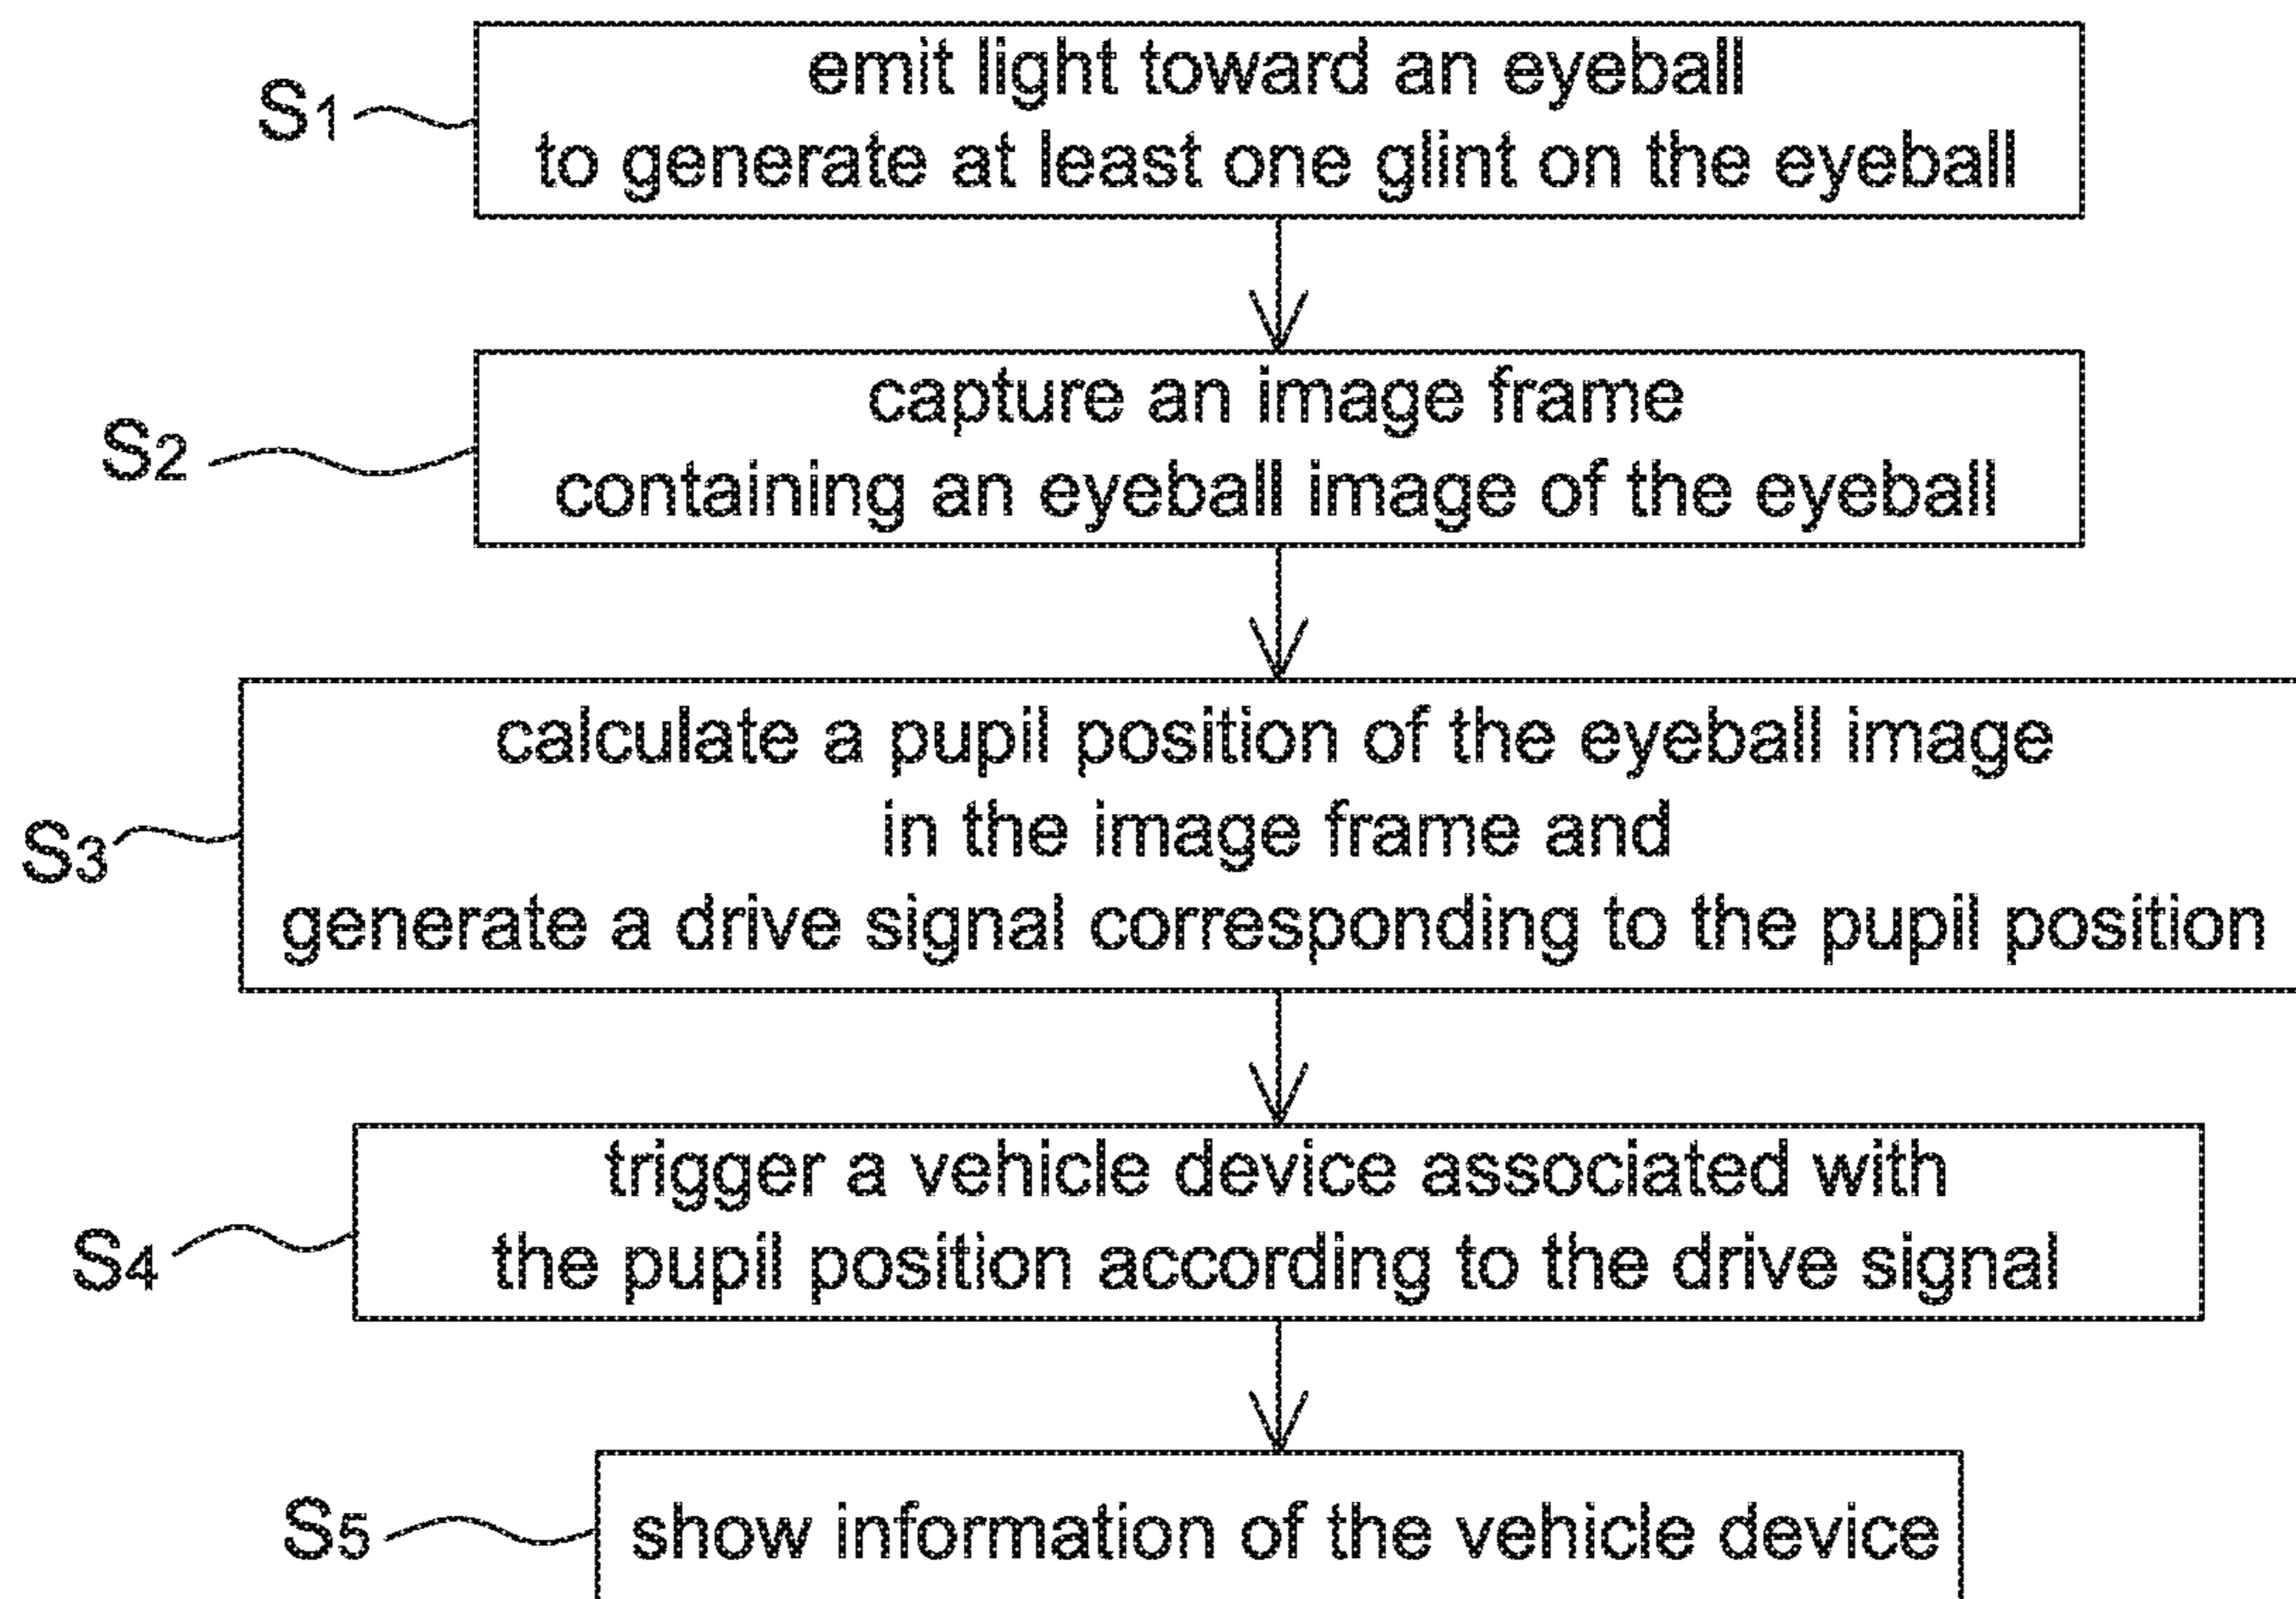 S1
emit light toward an eyeball
to generate at least one glint on the eyeball
S2
capture an image frame
containing an eyeball image of the eyeball
S3
calculate a pupil position of the eyeball image
in the image frame and
generate a drive signal corresponding to the pupil position
S4
trigger a vehicle device associated with
the pupil position according to the drive signal
S5
show information of the vehicle device